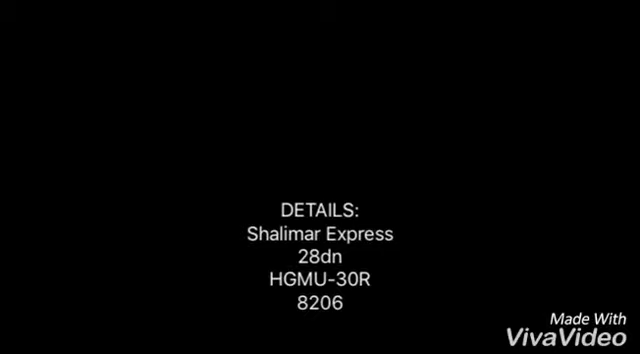 DETAILS:
Shalimar Express
28dn
HGMU-30R
8206
Made With
VivaVideo